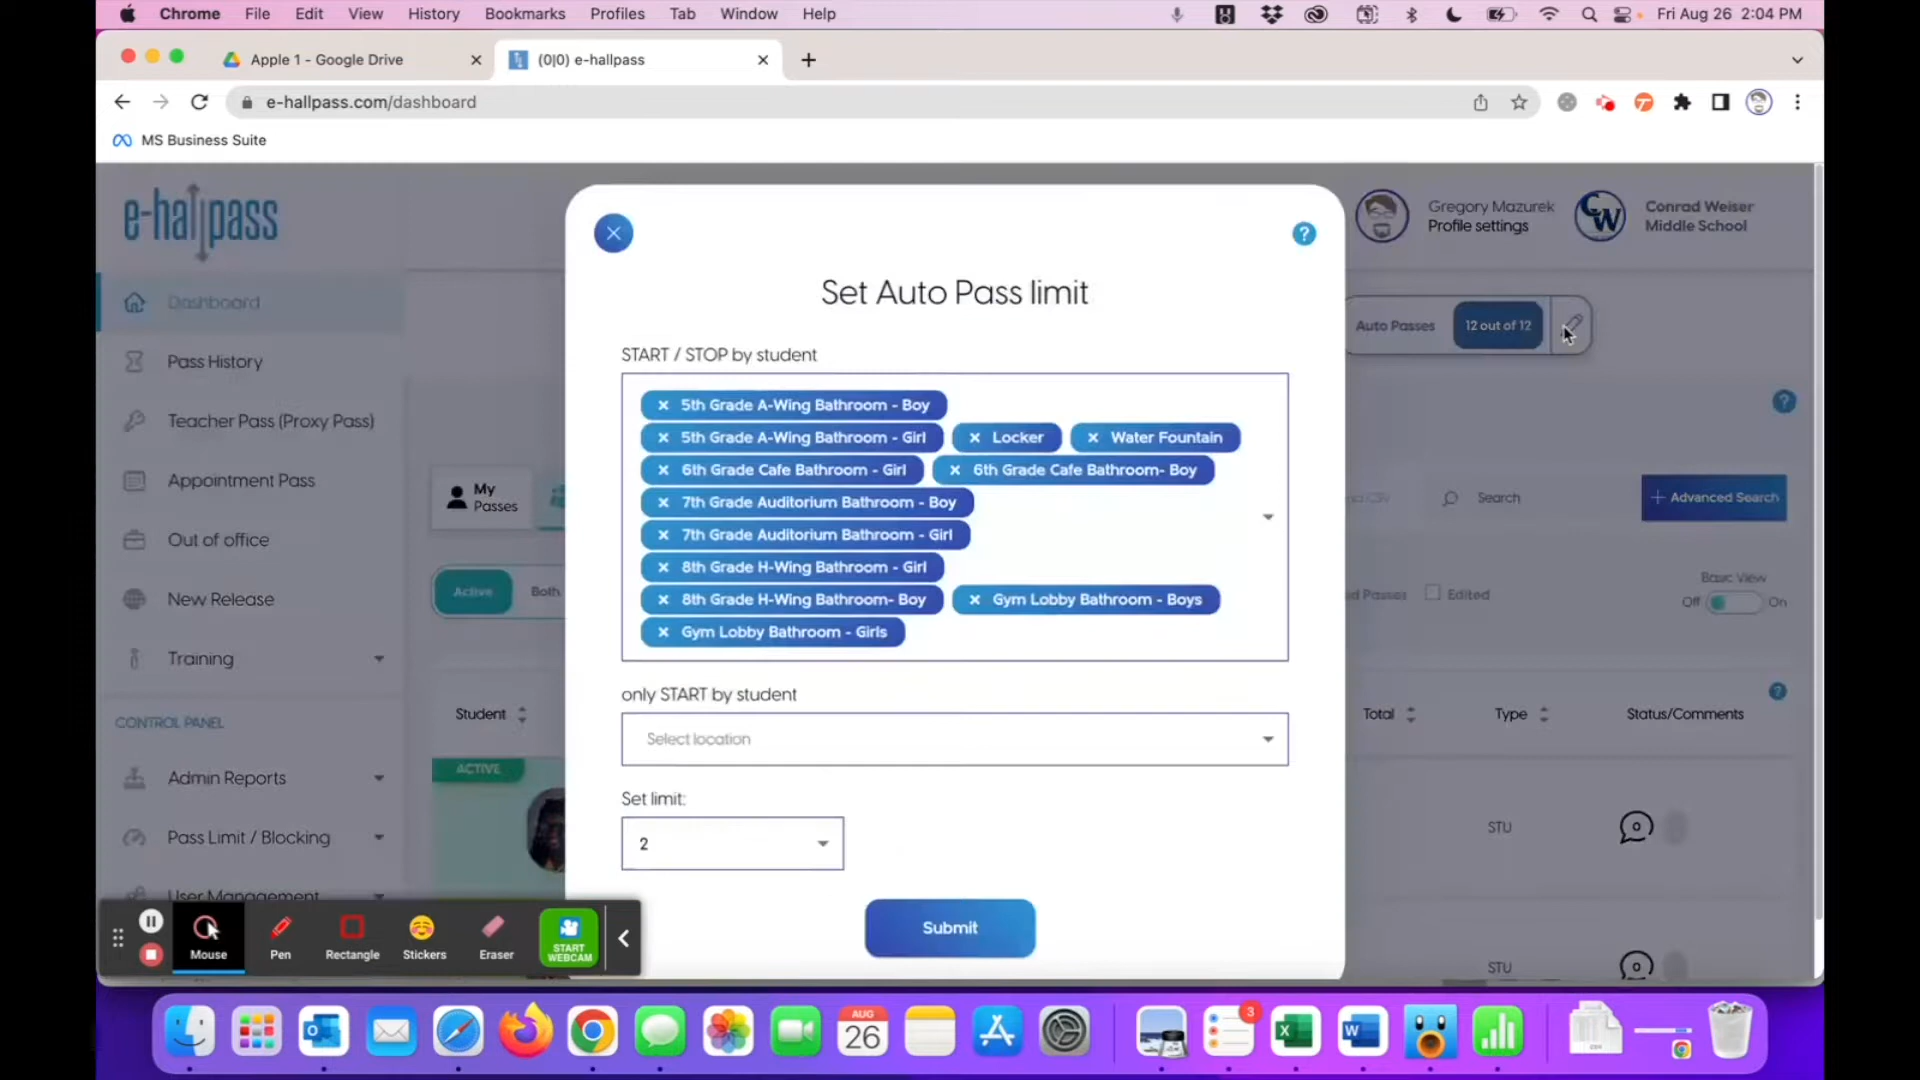 Chrome File Edit View History Bookmarks Profiles Tab Window Help Fri Aug 26 2:04 PM
Apple 1 - Google Drive (0|0) e-hallpass
e-hallpass.com/dashboard
MS Business Suite
e-hallpass
Gregory Mazurek
Profile settings
Conrad Weiser
Middle School
Set Auto Pass limit
Dashboard
Auto Passes 12 out of 12
START / STOP by student
Pass History
× 5th Grade A-Wing Bathroom - Boy
Teacher Pass (Proxy Pass)
× 5th Grade A-Wing Bathroom - Girl × Locker × Water Fountain
× 6th Grade Cafe Bathroom - Girl × 6th Grade Cafe Bathroom- Boy
Appointment Pass
My
Passes
Search
+ Advanced Search
× 7th Grade Auditorium Bathroom - Boy
× 7th Grade Auditorium Bathroom - Girl
Out of office
× 8th Grade H-Wing Bathroom - Girl
Active Both
Basic View
Off On
Passes Edited
New Release
× 8th Grade H-Wing Bathroom- Boy × Gym Lobby Bathroom - Boys
× Gym Lobby Bathroom - Girls
Training
only START by student
CONTROL PANEL
Student
Total Type Status/Comments
Select location
ACTIVE
Admin Reports
Set limit:
2
Pass Limit / Blocking
STU 0
User Management
Submit
Mouse Pen Rectangle Stickers Eraser START
WEBCAM
STU 0
AUG
26
3